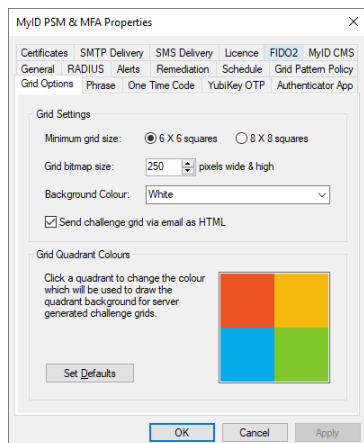 MyID PSM & MFA Properties
Certificates SMTP Delivery SMS Delivery Licence FIDO2 MyID CMS
General RADIUS Alerts Remediation Schedule Grid Pattern Policy
Grid Options Phrase One Time Code YubiKey OTP Authenticator App
Grid Settings
Minimum grid size: 6 X 6 squares 8 X 8 squares
Grid bitmap size: 250 pixels wide & high
Background Colour: White
Send challenge grid via email as HTML
Grid Quadrant Colours
Click a quadrant to change the colour
which will be used to draw the
quadrant background for server
generated challenge grids.
Set Defaults
OK Cancel Apply